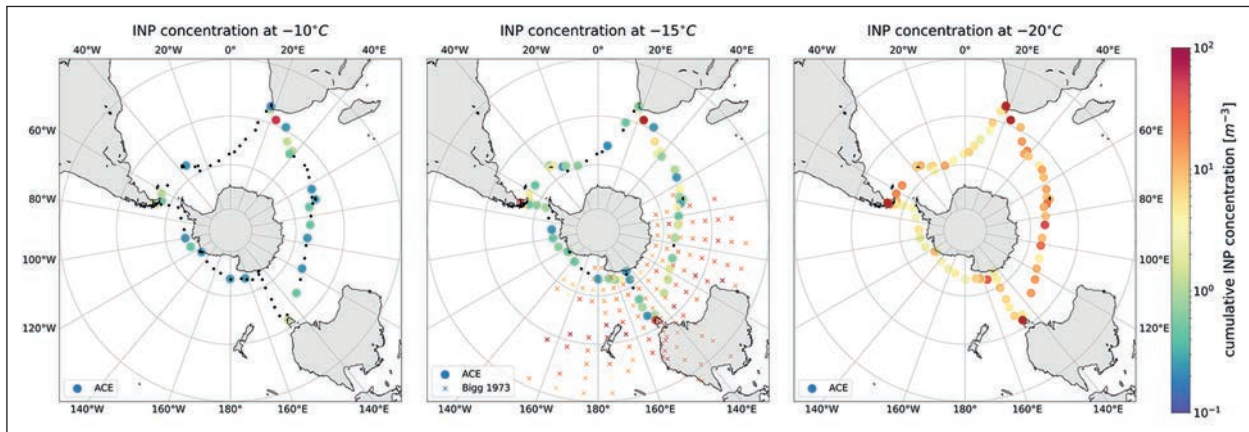 INP concentration at −10°C
40°W 20°W 0° 20°E 40°E
60°W
80°W
100°W
120°W
ACE
140°W 160°W 180° 160°E 140°E
INP concentration at −15°C
40°W 20°W 0° 20°E 40°E
ACE
Bigg 1973
140°W 160°W 180° 160°E 140°E
INP concentration at −20°C
40°W 20°W 0° 20°E 40°E
60°E
80°E
100°E
120°E
ACE
140°W 160°W 180° 160°E 140°E
10²
10¹
10⁰
10⁻¹
cumulative INP concentration [m⁻³]